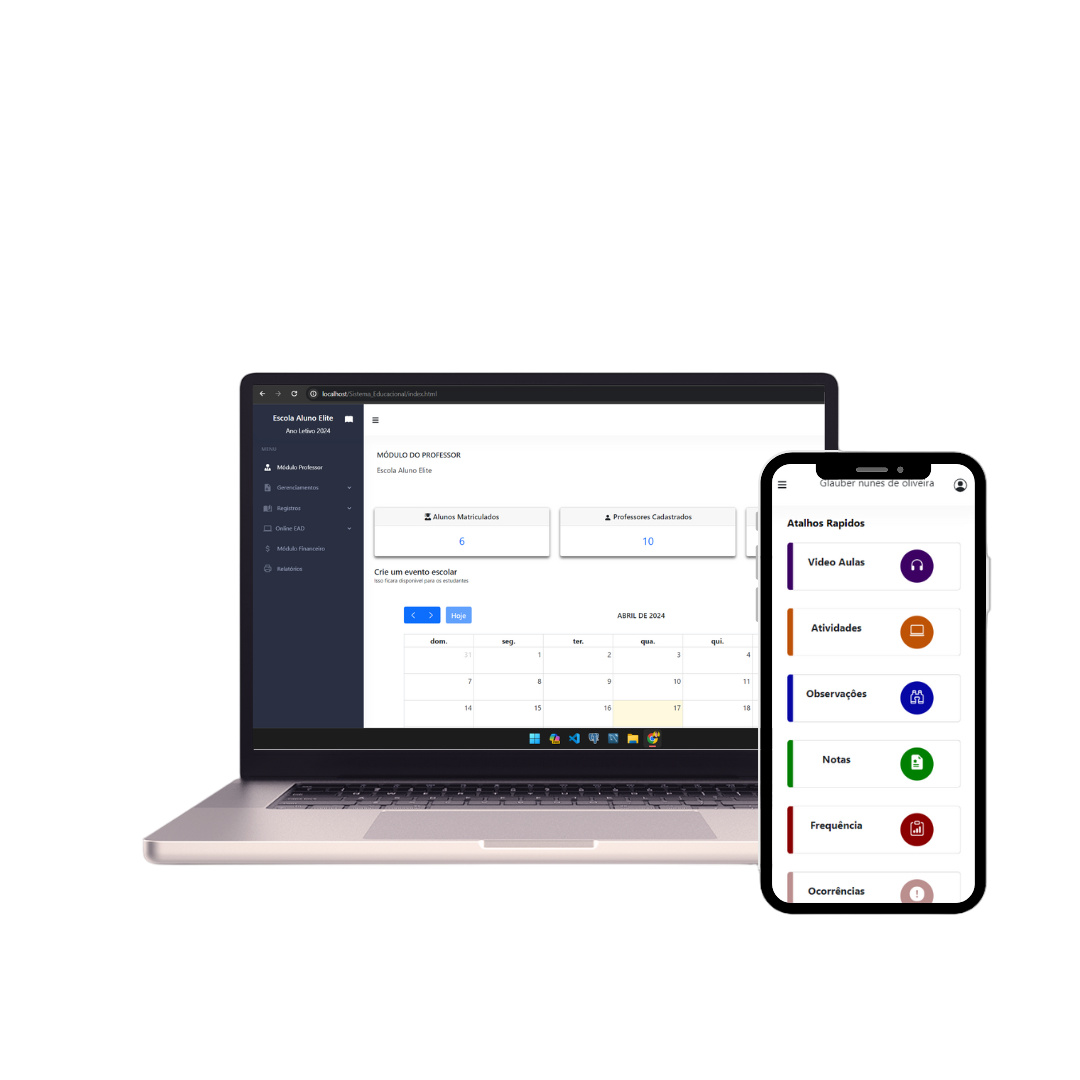 localhost/Sistema_Educacional/index.html
Escola Aluno Elite
Ano Letivo 2024
MENU
Módulo Professor
Gerenciamentos
Registros
Online EAD
Módulo Financeiro
Relatórios
MÓDULO DO PROFESSOR
Escola Aluno Elite
Alunos Matriculados
6
Professores Cadastrados
10
Crie um evento escolar
Isso ficara disponivel para os estudantes
Hoje
ABRIL DE 2024
dom. seg. ter. qua. qui.
31 1 2 3 4
7 8 9 10 11
14 15 16 17 18
Glauber nunes de oliveira
Atalhos Rapidos
Video Aulas
Atividades
Observações
Notas
Frequência
Ocorrências